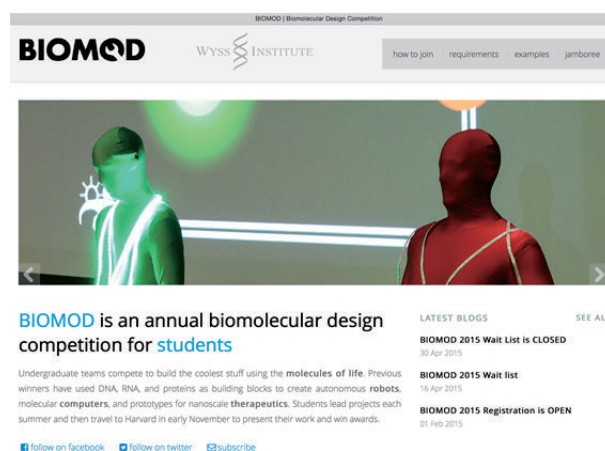 BIOMOD | Biomolecular Design Competition
BIOMOD
WYSS INSTITUTE
how to join requirements examples jamboree
BIOMOD is an annual biomolecular design
competition for students
Undergraduate teams compete to build the coolest stuff using the molecules of life. Previous
winners have used DNA, RNA, and proteins as building blocks to create autonomous robots,
molecular computers, and prototypes for nanoscale therapeutics. Students lead projects each
summer and then travel to Harvard in early November to present their work and win awards.
follow on facebook follow on twitter subscribe
LATEST BLOGS SEE AL
BIOMOD 2015 Wait List is CLOSED
30 Apr 2015
BIOMOD 2015 Wait list
16 Apr 2015
BIOMOD 2015 Registration is OPEN
01 Feb 2015